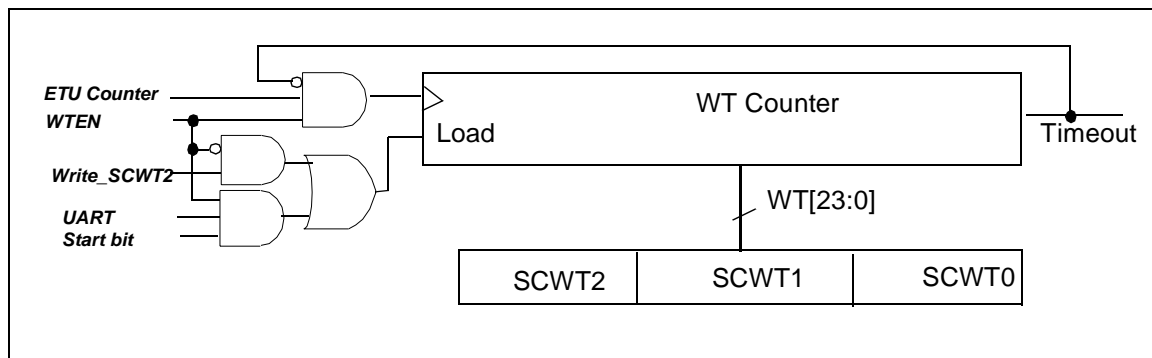 ETU Counter
WTEN
Write_SCWT2
UART
Start bit
WT Counter
Load
Timeout
WT[23:0]
SCWT2
SCWT1
SCWT0